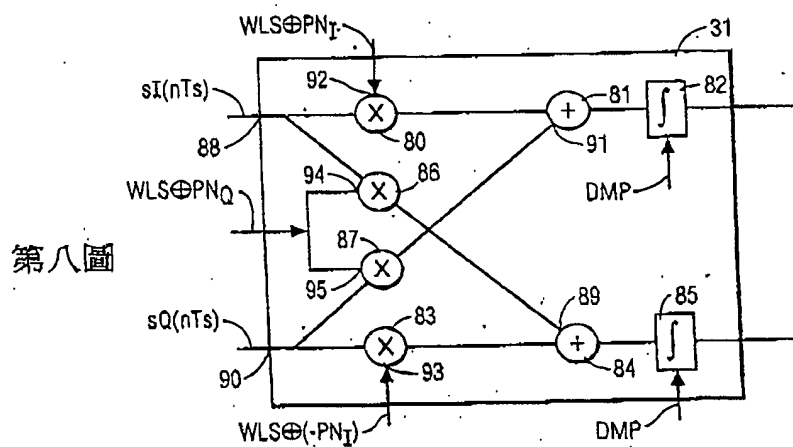 WLS⊕PN_I
31
92
81
82
sI(nTs)
X
+
∫
88
80
91
94
X
86
WLS⊕PN_Q
DMP
87
第八圖
X
95
89
85
sQ(nTs)
83
X
+
∫
90
93
84
WLS⊕(-PN_I)
DMP